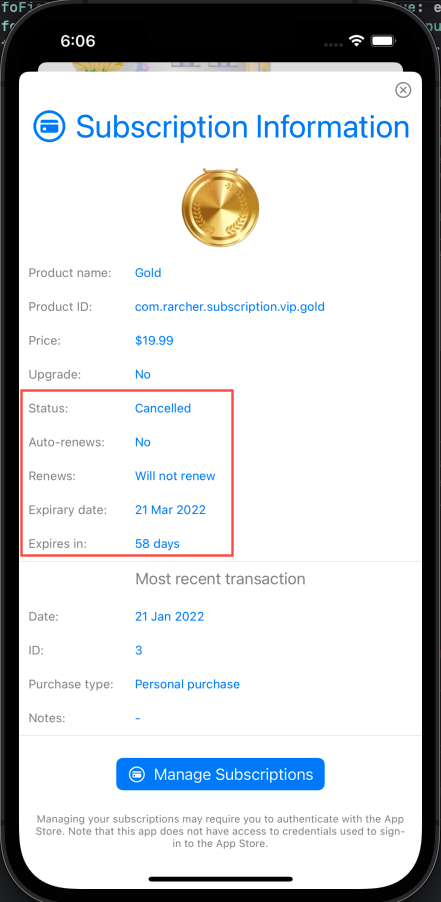 6:06
Subscription Information
Product name: Gold
Product ID: com.rarcher.subscription.vip.gold
Price: $19.99
Upgrade: No
Status: Cancelled
Auto-renews: No
Renews: Will not renew
Expirary date: 21 Mar 2022
Expires in: 58 days
Most recent transaction
Date: 21 Jan 2022
ID: 3
Purchase type: Personal purchase
Notes: -
Manage Subscriptions
Managing your subscriptions may require you to authenticate with the App
Store. Note that this app does not have access to credentials used to sign-
in to the App Store.